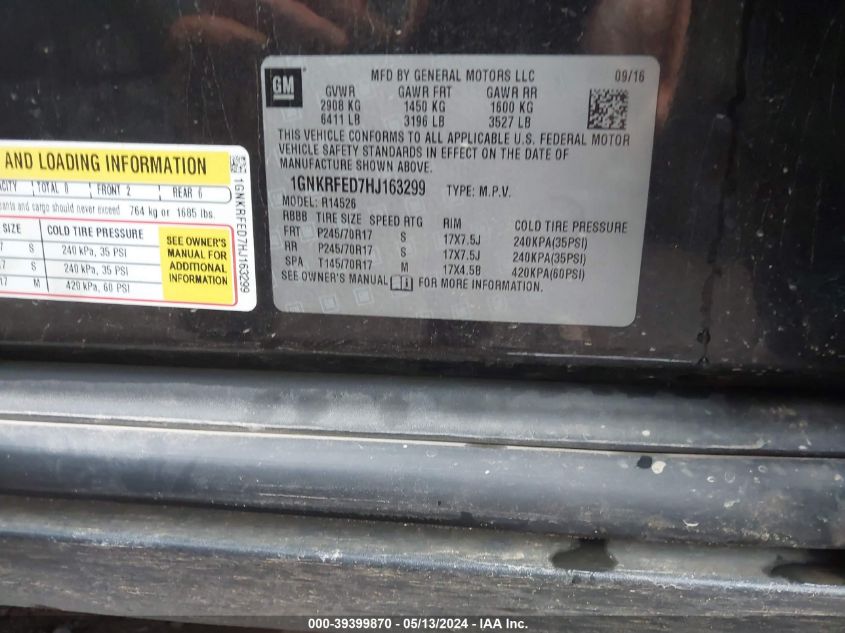 GM
MFD BY GENERAL MOTORS LLC 09/16
GVWR GAWR FRT GAWR RR
2908 KG 1450 KG 1600 KG
6411 LB 3196 LB 3527 LB
THIS VEHICLE CONFORMS TO ALL APPLICABLE U.S. FEDERAL MOTOR
VEHICLE SAFETY STANDARDS IN EFFECT ON THE DATE OF
MANUFACTURE SHOWN ABOVE.
1GNKRFED7HJ163299 TYPE: M.P.V.
MODEL: R14526
RBBB TIRE SIZE SPEED RTG RIM COLD TIRE PRESSURE
FRT P245/70R17 S 17X7.5J 240KPA(35PSI)
RR P245/70R17 S 17X7.5J 240KPA(35PSI)
SPA T145/70R17 M 17X4.5B 420KPA(60PSI)
SEE OWNER'S MANUAL FOR MORE INFORMATION.
AND LOADING INFORMATION
TOTAL 8 FRONT 2 REAR 6
and cargo should never exceed 764 kg or 1685 lbs.
SIZE COLD TIRE PRESSURE
S 240 kPa, 35 PSI
S 240 kPa, 35 PSI
M 420 kPa, 60 PSI
SEE OWNER'S
MANUAL FOR
ADDITIONAL
INFORMATION
1GNKRFED7HJ163299
000-39399870 - 05/13/2024 - IAA Inc.